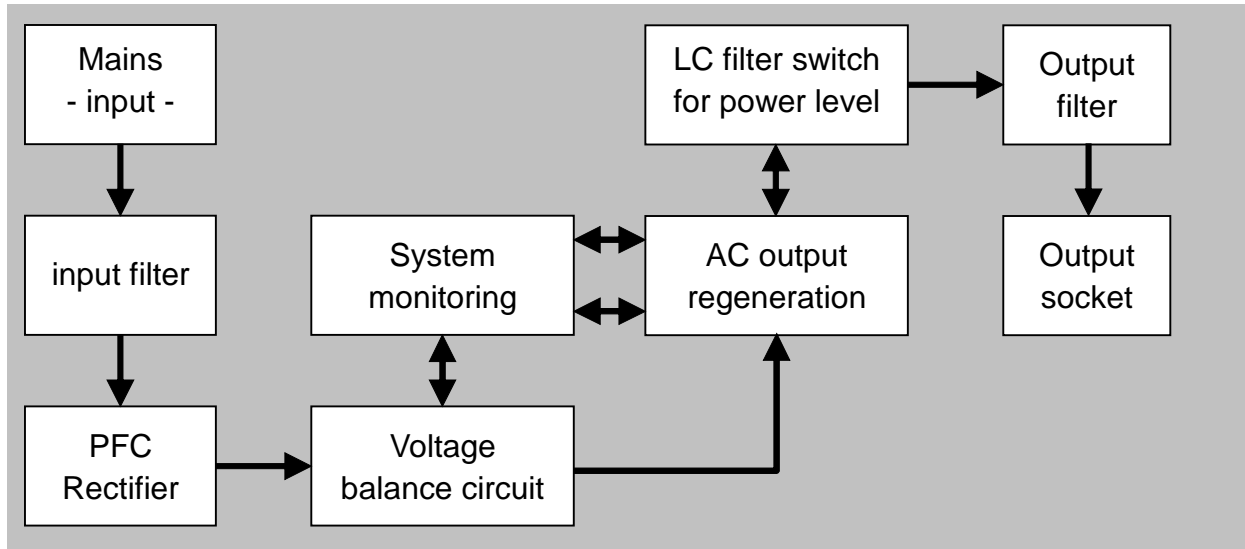 Mains
- input -
LC filter switch
for power level
Output
filter
input filter
System
monitoring
AC output
regeneration
Output
socket
PFC
Rectifier
Voltage
balance circuit